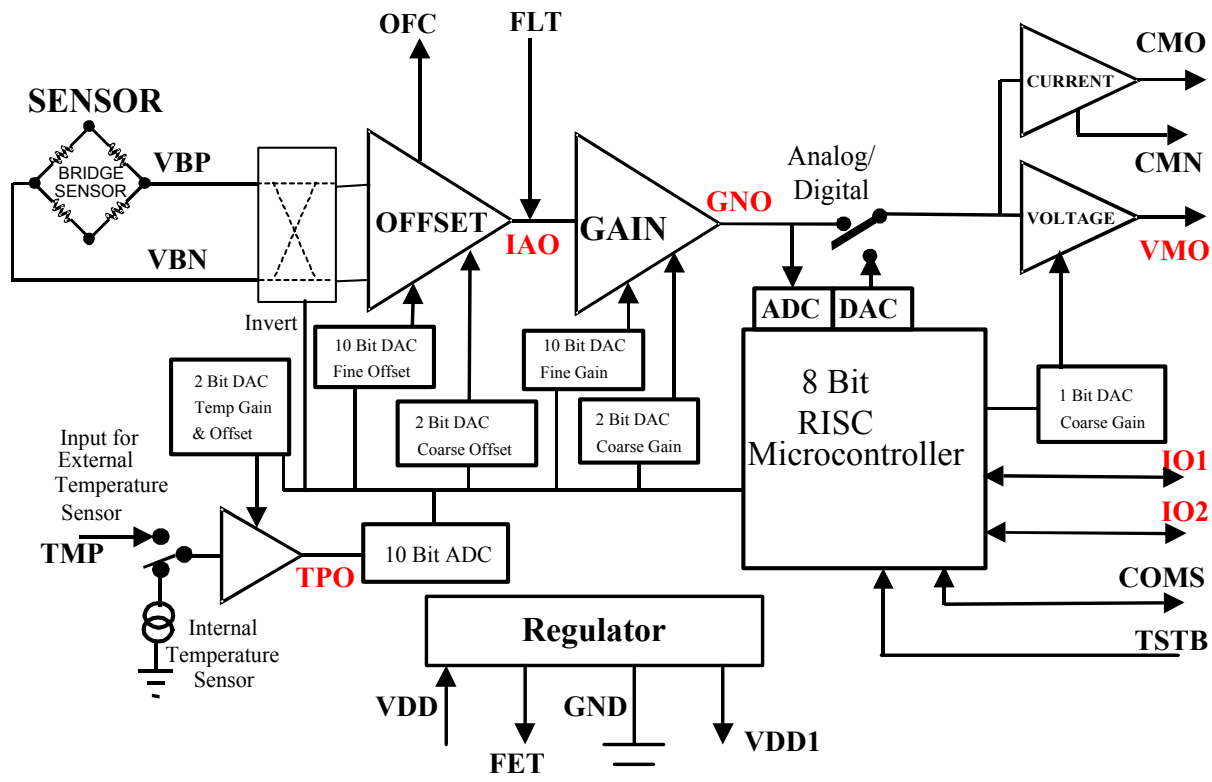 OFC
FLT
CMO
SENSOR
CURRENT
VBP
BRIDGE
SENSOR
Analog/
Digital
CMN
GNO
OFFSET
GAIN
VOLTAGE
IAO
VMO
VBN
ADC
DAC
Invert
10 Bit DAC
Fine Offset
10 Bit DAC
Fine Gain
2 Bit DAC
Temp Gain
& Offset
8 Bit
RISC
Microcontroller
1 Bit DAC
Coarse Gain
2 Bit DAC
Coarse Offset
2 Bit DAC
Coarse Gain
Input for
External
Temperature
Sensor
IO1
IO2
TMP
10 Bit ADC
TPO
COMS
Regulator
Internal
Temperature
Sensor
TSTB
VDD
GND
FET
VDD1